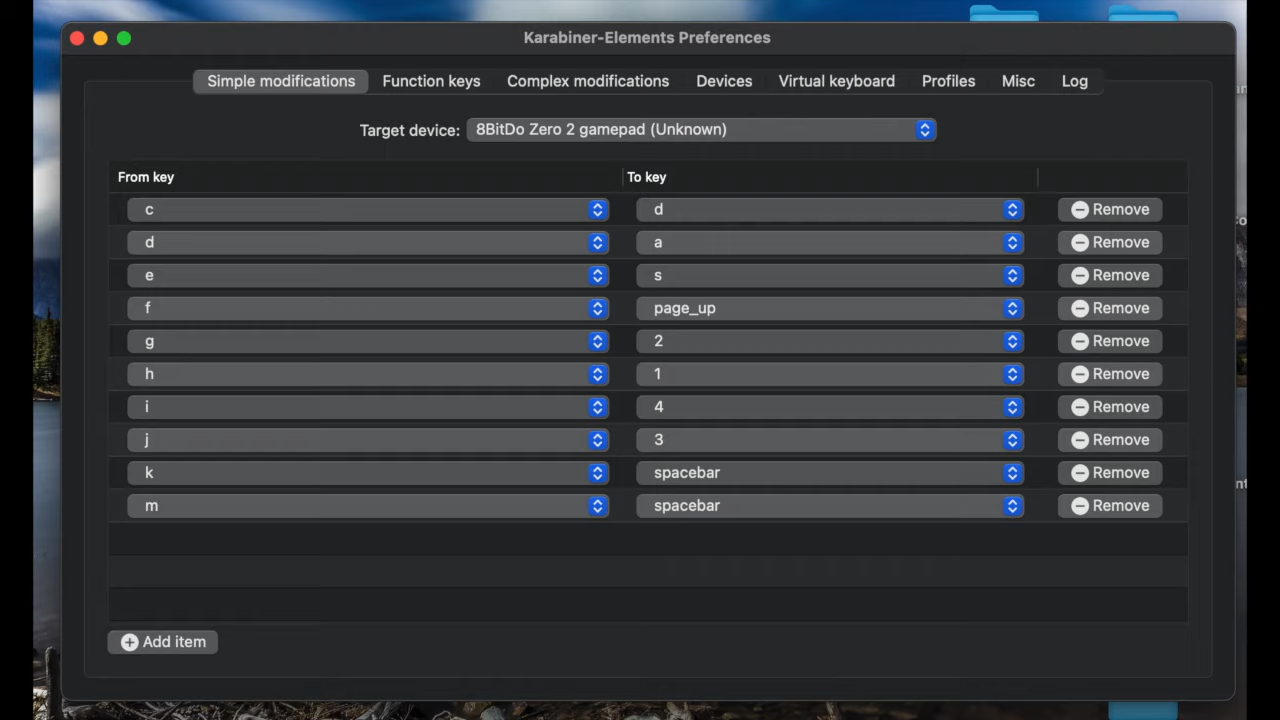 Karabiner-Elements Preferences
Simple modifications Function keys Complex modifications Devices Virtual keyboard Profiles Misc Log
Target device: 8BitDo Zero 2 gamepad (Unknown)
From key To key
c d Remove
d a Remove
e s Remove
f page_up Remove
g 2 Remove
h 1 Remove
i 4 Remove
j 3 Remove
k spacebar Remove
m spacebar Remove
Add item